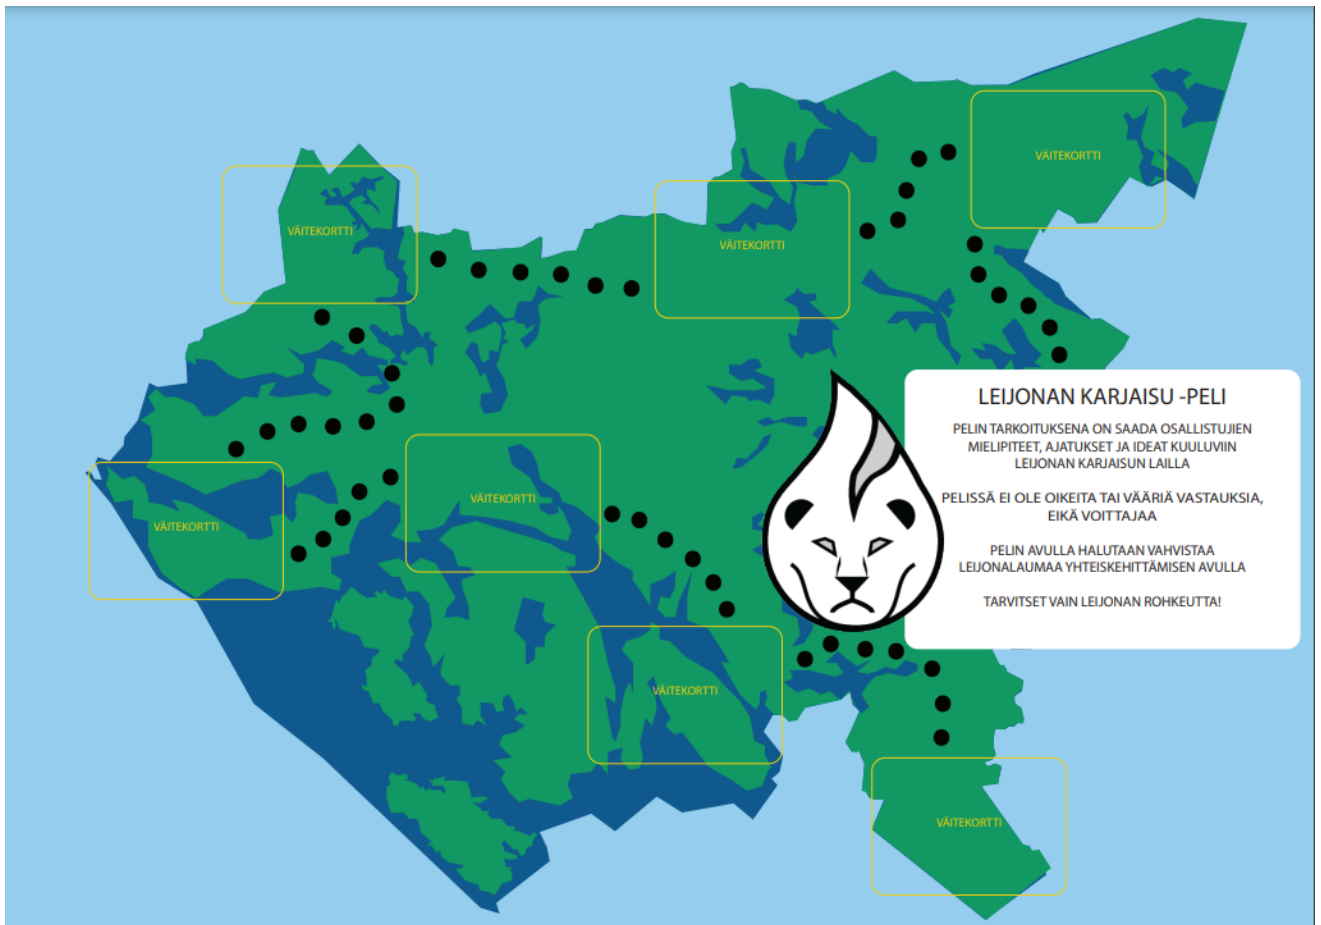 VÄITEKORTTI
VÄITEKORTTI
VÄITEKORTTI
VÄITEKORTTI
VÄITEKORTTI
VÄITEKORTTI
VÄITEKORTTI
LEIJONAN KARJAISU -PELI
PELIN TARKOITUKSENA ON SAADA OSALLISTUJIEN
MIELIPITEET, AJATUKSET JA IDEAT KUULUVIIN
LEIJONAN KARJAISUN LAILLA
PELISSÄ EI OLE OIKEITA TAI VÄÄRIÄ VASTAUKSIA,
EIKÄ VOITTAJAA
PELIN AVULLA HALUTAAN VAHVISTAA
LEIJONALAUMAA YHTEISKEHITTÄMISEN AVULLA
TARVITSET VAIN LEIJONAN ROHKEUTTA!